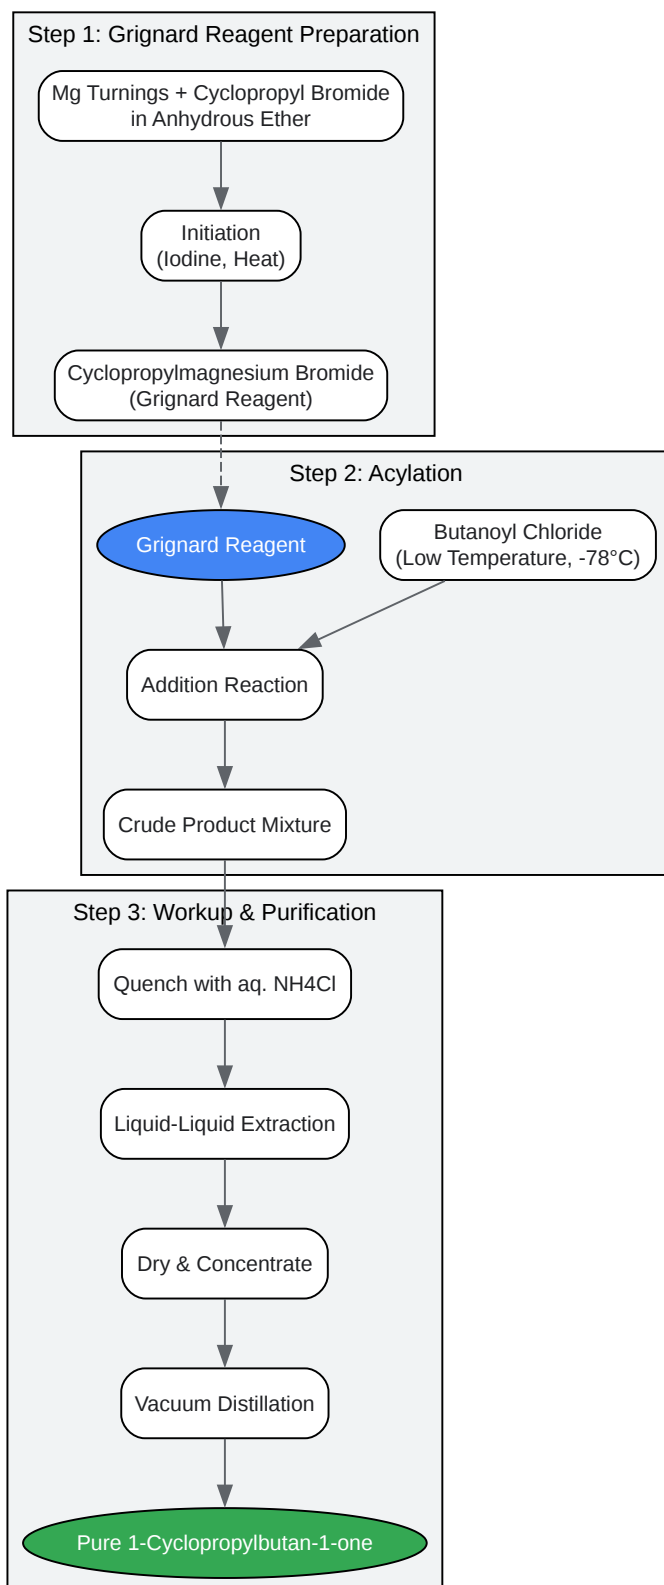 Step 1: Grignard Reagent Preparation
Mg Turnings + Cyclopropyl Bromide
in Anhydrous Ether
Initiation
(Iodine, Heat)
Cyclopropylmagnesium Bromide
(Grignard Reagent)
Step 2: Acylation
Grignard Reagent
Butanoyl Chloride
(Low Temperature, -78°C)
Addition Reaction
Crude Product Mixture
Step 3: Workup & Purification
Quench with aq. NH4Cl
Liquid-Liquid Extraction
Dry & Concentrate
Vacuum Distillation
Pure 1-Cyclopropylbutan-1-one